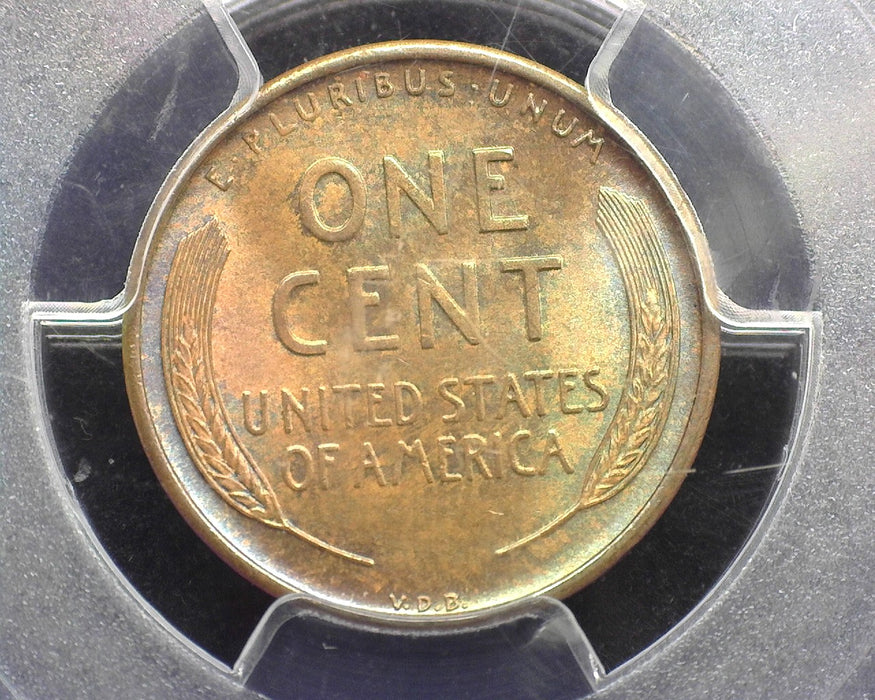 E·PLURIBUS·UNUM
ONE
CENT
UNITED STATES
OF AMERICA
V.D.B.